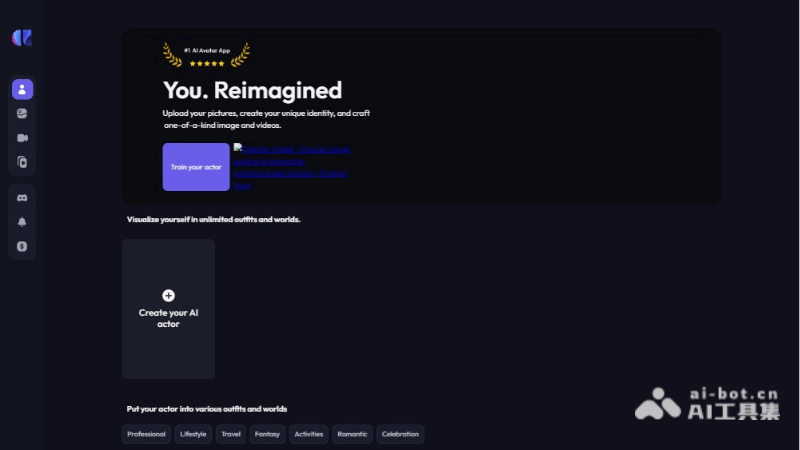 #1 AI Avatar App
You. Reimagined
Upload your pictures, create your unique identity, and craft
one-of-a-kind image and videos.
Train your actor
Visualize yourself in unlimited outfits and worlds.
Create your AI
actor
Put your actor into various outfits and worlds
Professional
Lifestyle
Travel
Fantasy
Activities
Romantic
Celebration
ai-bot.cn
AI工具集